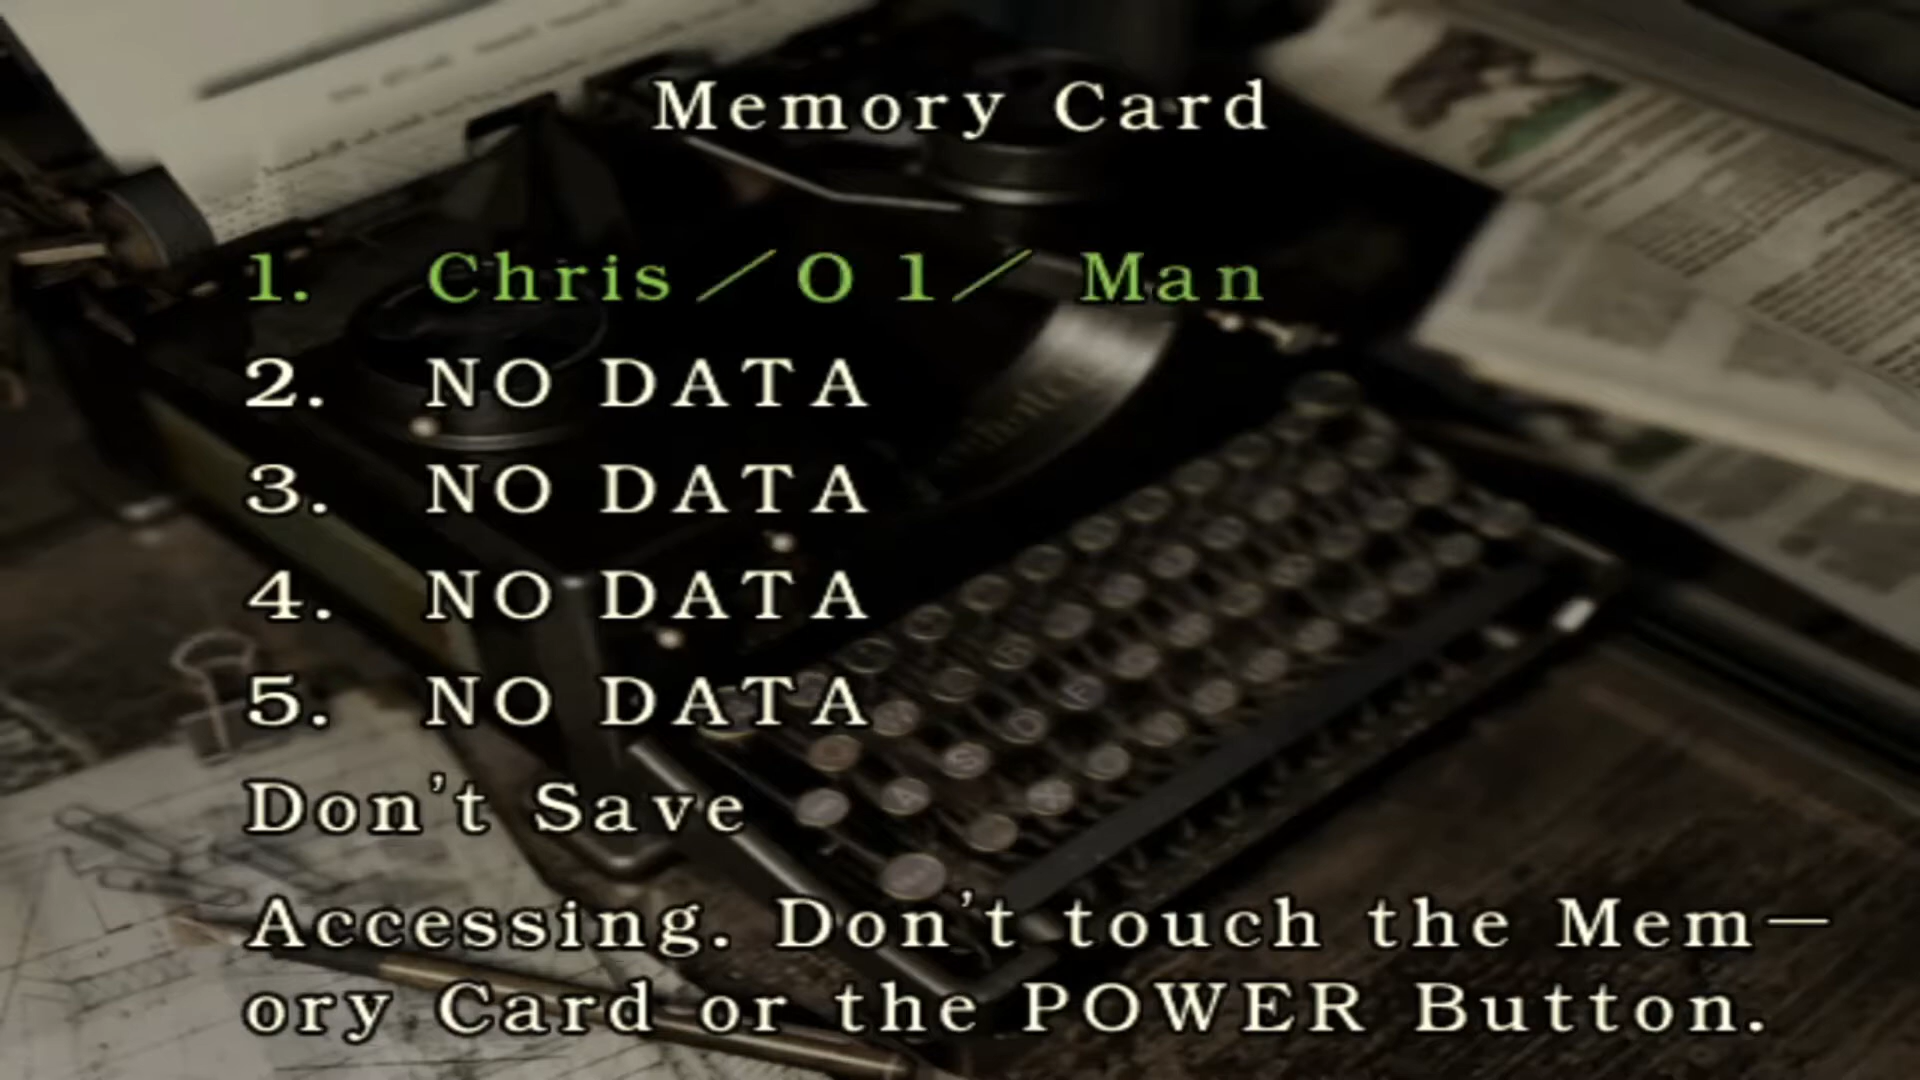 Memory Card
1. Chris／01／ Man
2. NO DATA
3. NO DATA
4. NO DATA
5. NO DATA
Don't Save
Accessing. Don't touch the Mem—
ory Card or the POWER Button.